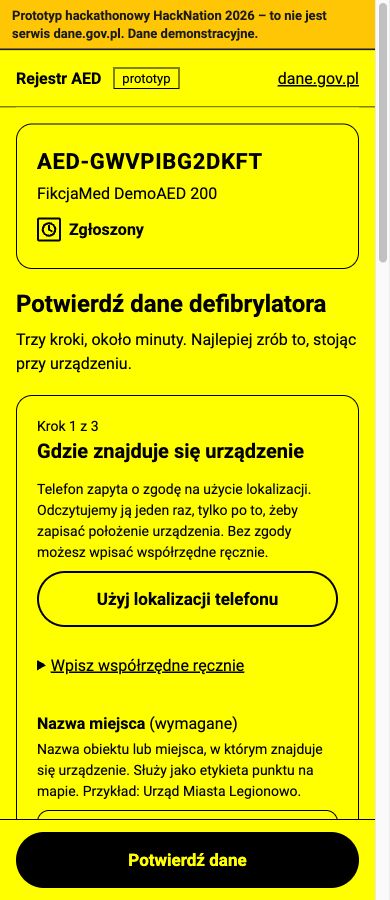 Prototyp hackathonowy HackNation 2026 – to nie jest
serwis dane.gov.pl. Dane demonstracyjne.
Rejestr AED prototyp dane.gov.pl
AED-GWVPIBG2DKFT
FikcjaMed DemoAED 200
Zgłoszony
Potwierdź dane defibrylatora
Trzy kroki, około minuty. Najlepiej zrób to, stojąc
przy urządzeniu.
Krok 1 z 3
Gdzie znajduje się urządzenie
Telefon zapyta o zgodę na użycie lokalizacji.
Odczytujemy ją jeden raz, tylko po to, żeby
zapisać położenie urządzenia. Bez zgody
możesz wpisać współrzędne ręcznie.
Użyj lokalizacji telefonu
Wpisz współrzędne ręcznie
Nazwa miejsca (wymagane)
Nazwa obiektu lub miejsca, w którym znajduje
się urządzenie. Służy jako etykieta punktu na
mapie. Przykład: Urząd Miasta Legionowo.
Potwierdź dane